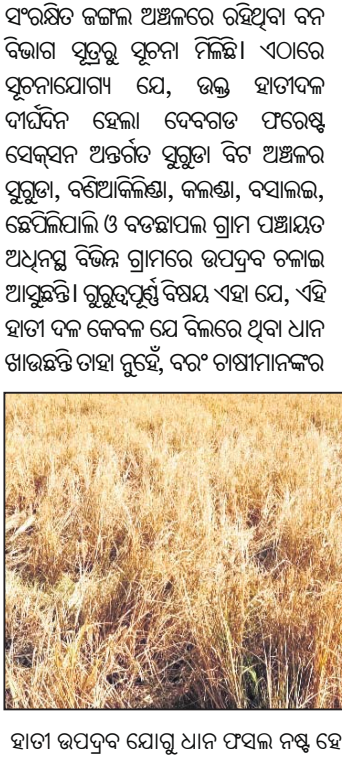 ସଂରକ୍ଷିତ ଜଙ୍ଗଲ ଅଞ୍ଚଳରେ ରହିଥିବା ବନ
ବିଭାଗ ସୂତ୍ରରୁ ସୂଚନା ମିଳିଛି। ଏଠାରେ
ସୂଚନାଯୋଗ୍ୟ ଯେ, ଉକ୍ତ ହାତୀଦଳ
ଦୀର୍ଘଦିନ ହେଲା ଦେବଗଡ ଫରେଷ୍ଟ
ସେକ୍ସନ ଅନ୍ତର୍ଗତ ସୁଗୁଡା ବିଟ ଅଞ୍ଚଳର
ସୁଗୁଡା, ବଣିଆକିଲିଣ୍ଡା, କଲଣ୍ଡା, ବସାଲଇ,
ଛେପିଲିପାଲି ଓ ବଡଛାପଲ ଗ୍ରାମ ପଞ୍ଚାୟତ
ଅଧିନସ୍ଥ ବିଭିନ୍ନ ଗ୍ରାମରେ ଉପଦ୍ରବ ଚଳାଇ
ଆସୁଛନ୍ତି। ଗୁରୁତ୍ୱପୂର୍ଣ୍ଣ ବିଷୟ ଏହା ଯେ, ଏହି
ହାତୀ ଦଳ କେବଳ ଯେ ବିଲରେ ଥିବା ଧାନ
ଖାଉଛନ୍ତି ତାହା ନୁହେଁ, ବରଂ ଚାଷୀମାନଙ୍କର
ହାତୀ ଉପଦ୍ରବ ଯୋଗୁ ଧାନ ଫସଲ ନଷ୍ଟ ହେ